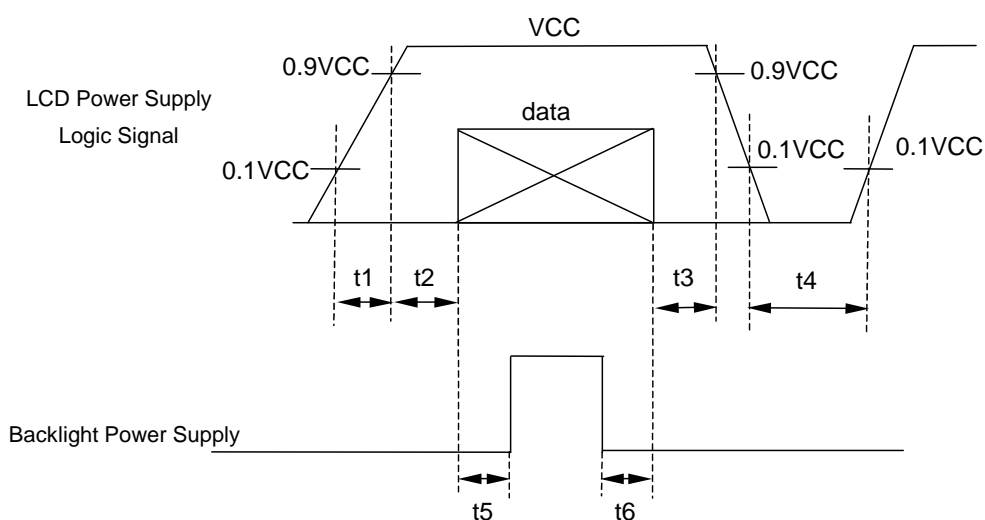 VCC
0.9VCC
0.9VCC
LCD Power Supply
Logic Signal
data
0.1VCC
0.1VCC
0.1VCC
t1
t2
t3
t4
Backlight Power Supply
t5
t6